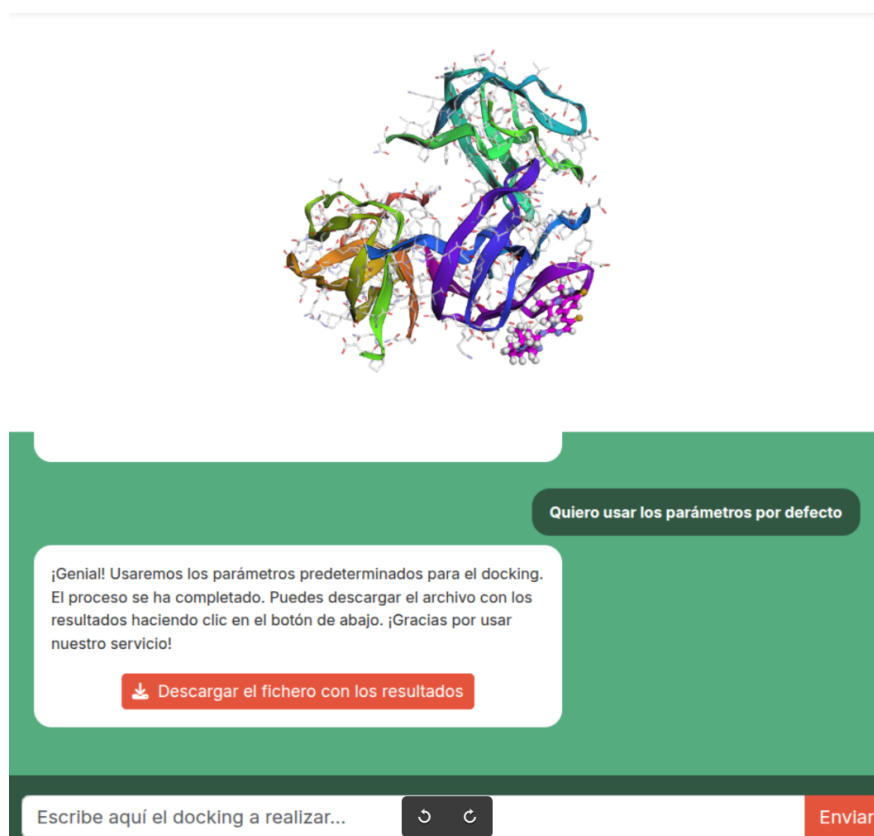 Quiero usar los parámetros por defecto
¡Genial! Usaremos los parámetros predeterminados para el docking.
El proceso se ha completado. Puedes descargar el archivo con los
resultados haciendo clic en el botón de abajo. ¡Gracias por usar
nuestro servicio!
Descargar el fichero con los resultados
Escribe aquí el docking a realizar...
Enviar